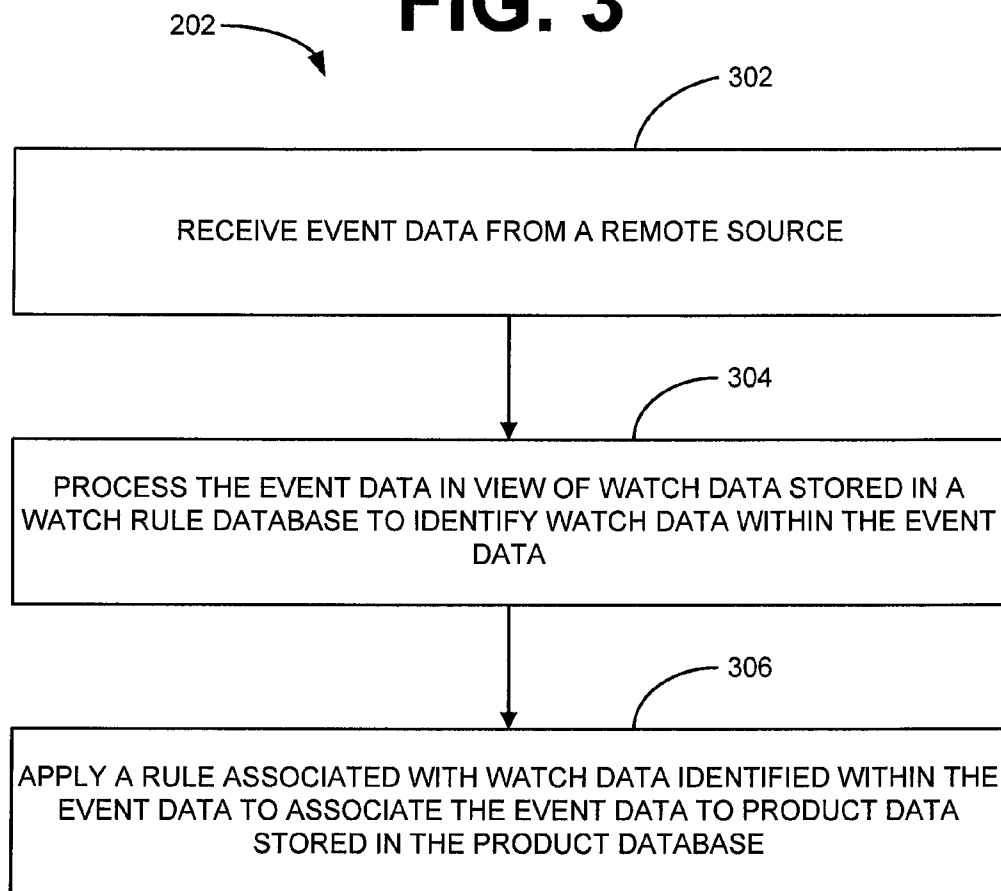 FIG. 3
202
302
RECEIVE EVENT DATA FROM A REMOTE SOURCE
304
PROCESS THE EVENT DATA IN VIEW OF WATCH DATA STORED IN A
WATCH RULE DATABASE TO IDENTIFY WATCH DATA WITHIN THE EVENT
DATA
306
APPLY A RULE ASSOCIATED WITH WATCH DATA IDENTIFIED WITHIN THE
EVENT DATA TO ASSOCIATE THE EVENT DATA TO PRODUCT DATA
STORED IN THE PRODUCT DATABASE